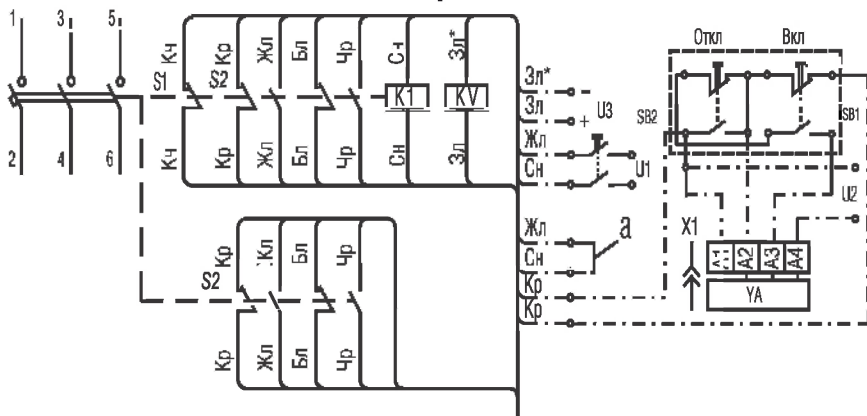 1 3 5
2 4 6
S1
S2
Кч Кр Жл Бл Чр Сч Зл*
K1 KV
Кч Кр Жл Бл Чр Сч Зл
S2
Кр Жл Бл Чр
Кр Жл Бл Чр
Зл* -
Зл +
U3
Жл
Сн
U1
Жл
Сн
Кр
Кр
a
Откл Вкл
SB2 SB1
U2
X1
A1 A2 A3 A4
YA